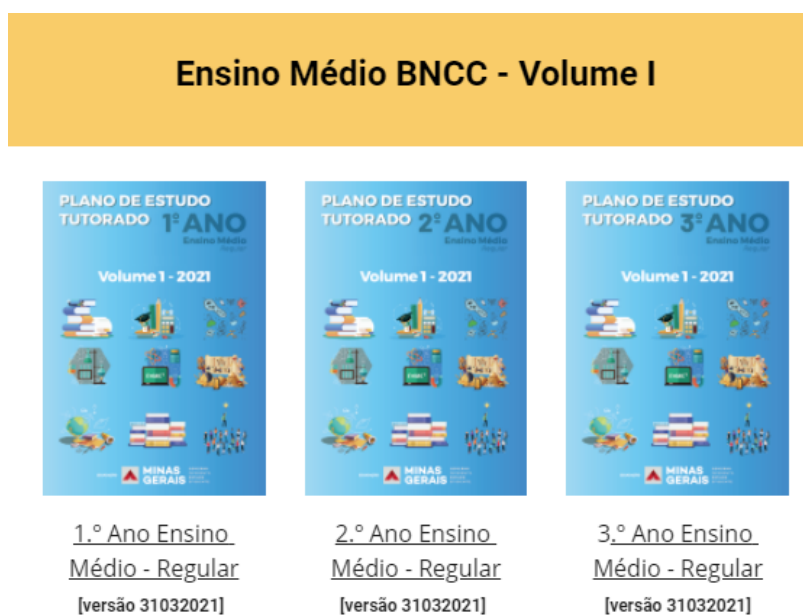 Ensino Médio BNCC - Volume I
PLANO DE ESTUDO
TUTORADO 1º ANO
Ensino Médio
Regular
Volume 1 - 2021
MINAS
GERAIS
1.º Ano Ensino
Médio - Regular
[versão 31032021]
PLANO DE ESTUDO
TUTORADO 2º ANO
Ensino Médio
Regular
Volume 1 - 2021
MINAS
GERAIS
2.º Ano Ensino
Médio - Regular
[versão 31032021]
PLANO DE ESTUDO
TUTORADO 3º ANO
Ensino Médio
Regular
Volume 1 - 2021
MINAS
GERAIS
3.º Ano Ensino
Médio - Regular
[versão 31032021]